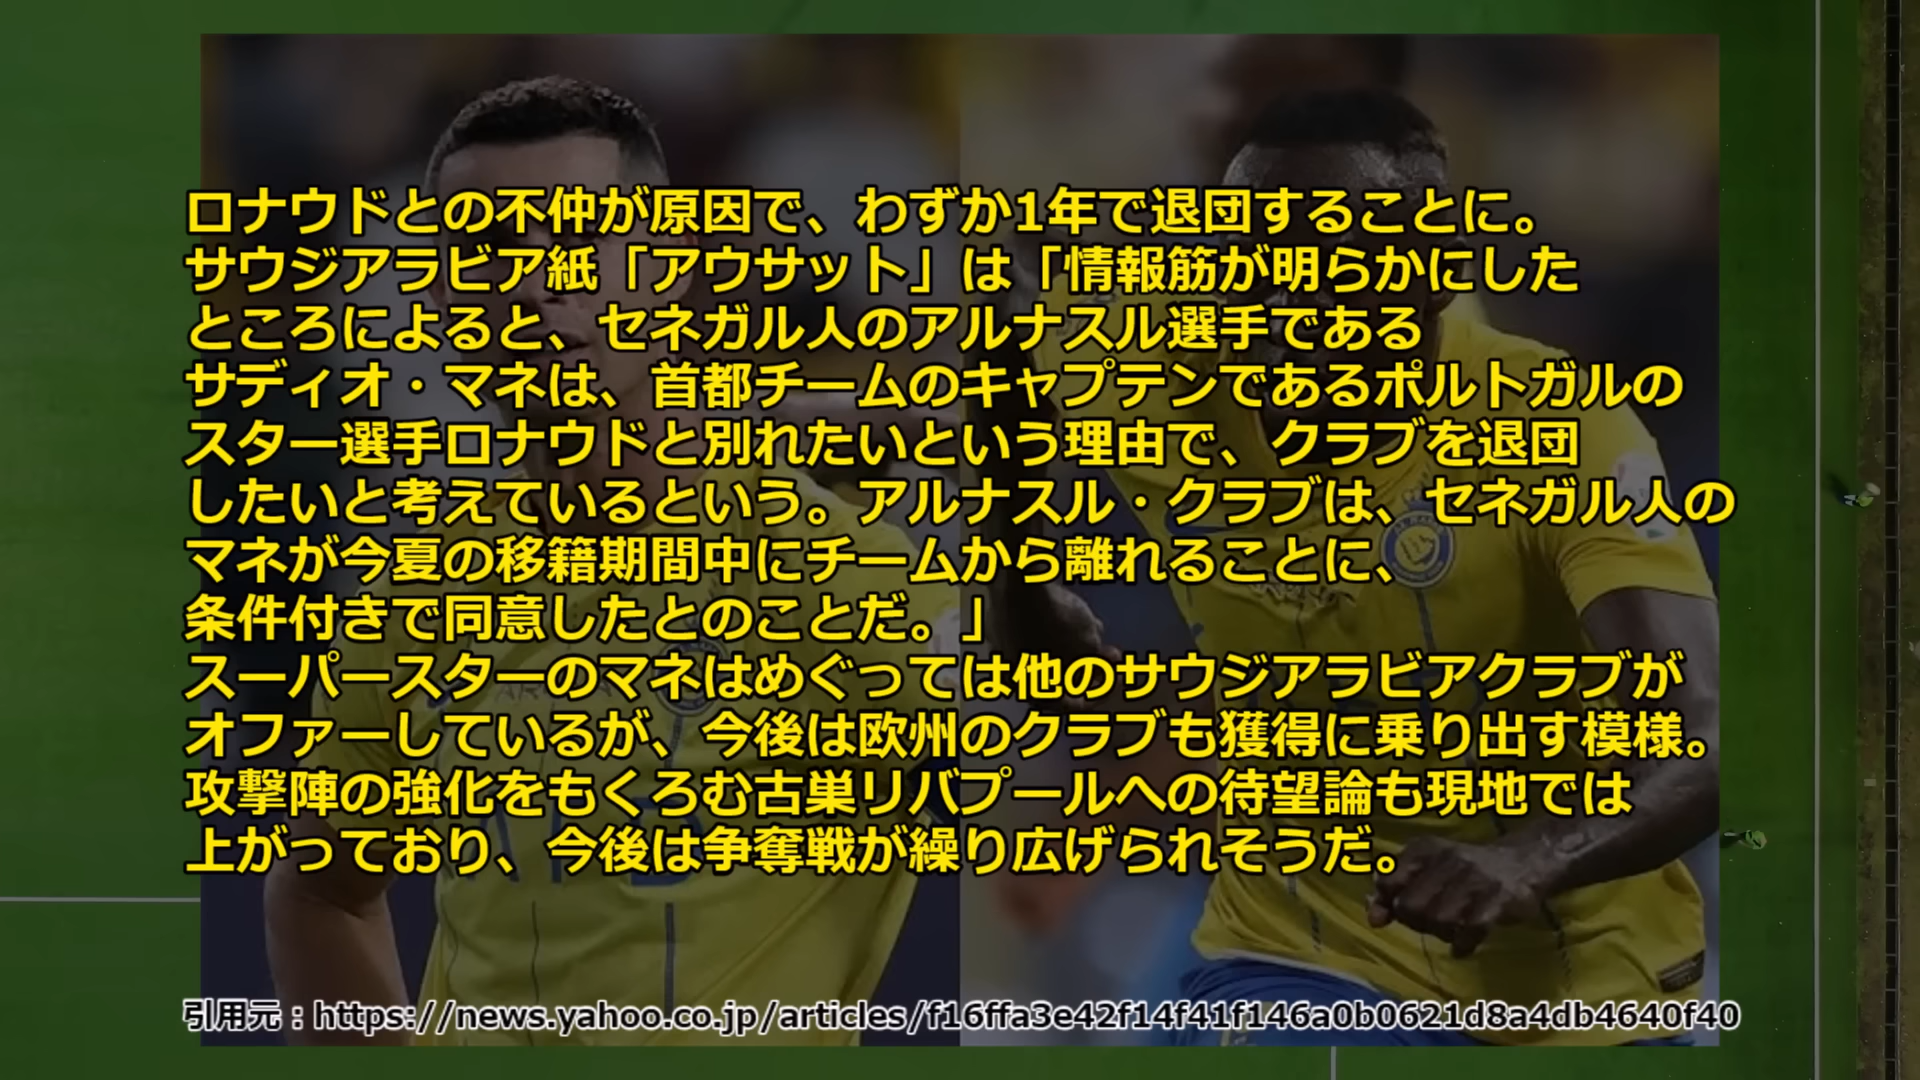 ロナウドとの不仲が原因で、わずか1年で退団することに。
サウジアラビア紙「アウサット」は「情報筋が明らかにした
ところによると、セネガル人のアルナスル選手である
サディオ・マネは、首都チームのキャプテンであるポルトガルの
スター選手ロナウドと別れたいという理由で、クラブを退団
したいと考えているという。アルナスル・クラブは、セネガル人の
マネが今夏の移籍期間中にチームから離れることに、
条件付きで同意したとのことだ。」
スーパースターのマネはめぐっては他のサウジアラビアクラブが
オファーしているが、今後は欧州のクラブも獲得に乗り出す模様。
攻撃陣の強化をもくろむ古巣リバプールへの待望論も現地では
上がっており、今後は争奪戦が繰り広げられそうだ。
引用元：https://news.yahoo.co.jp/articles/f16ffa3e42f14f41f146a0b0621d8a4db4640f40